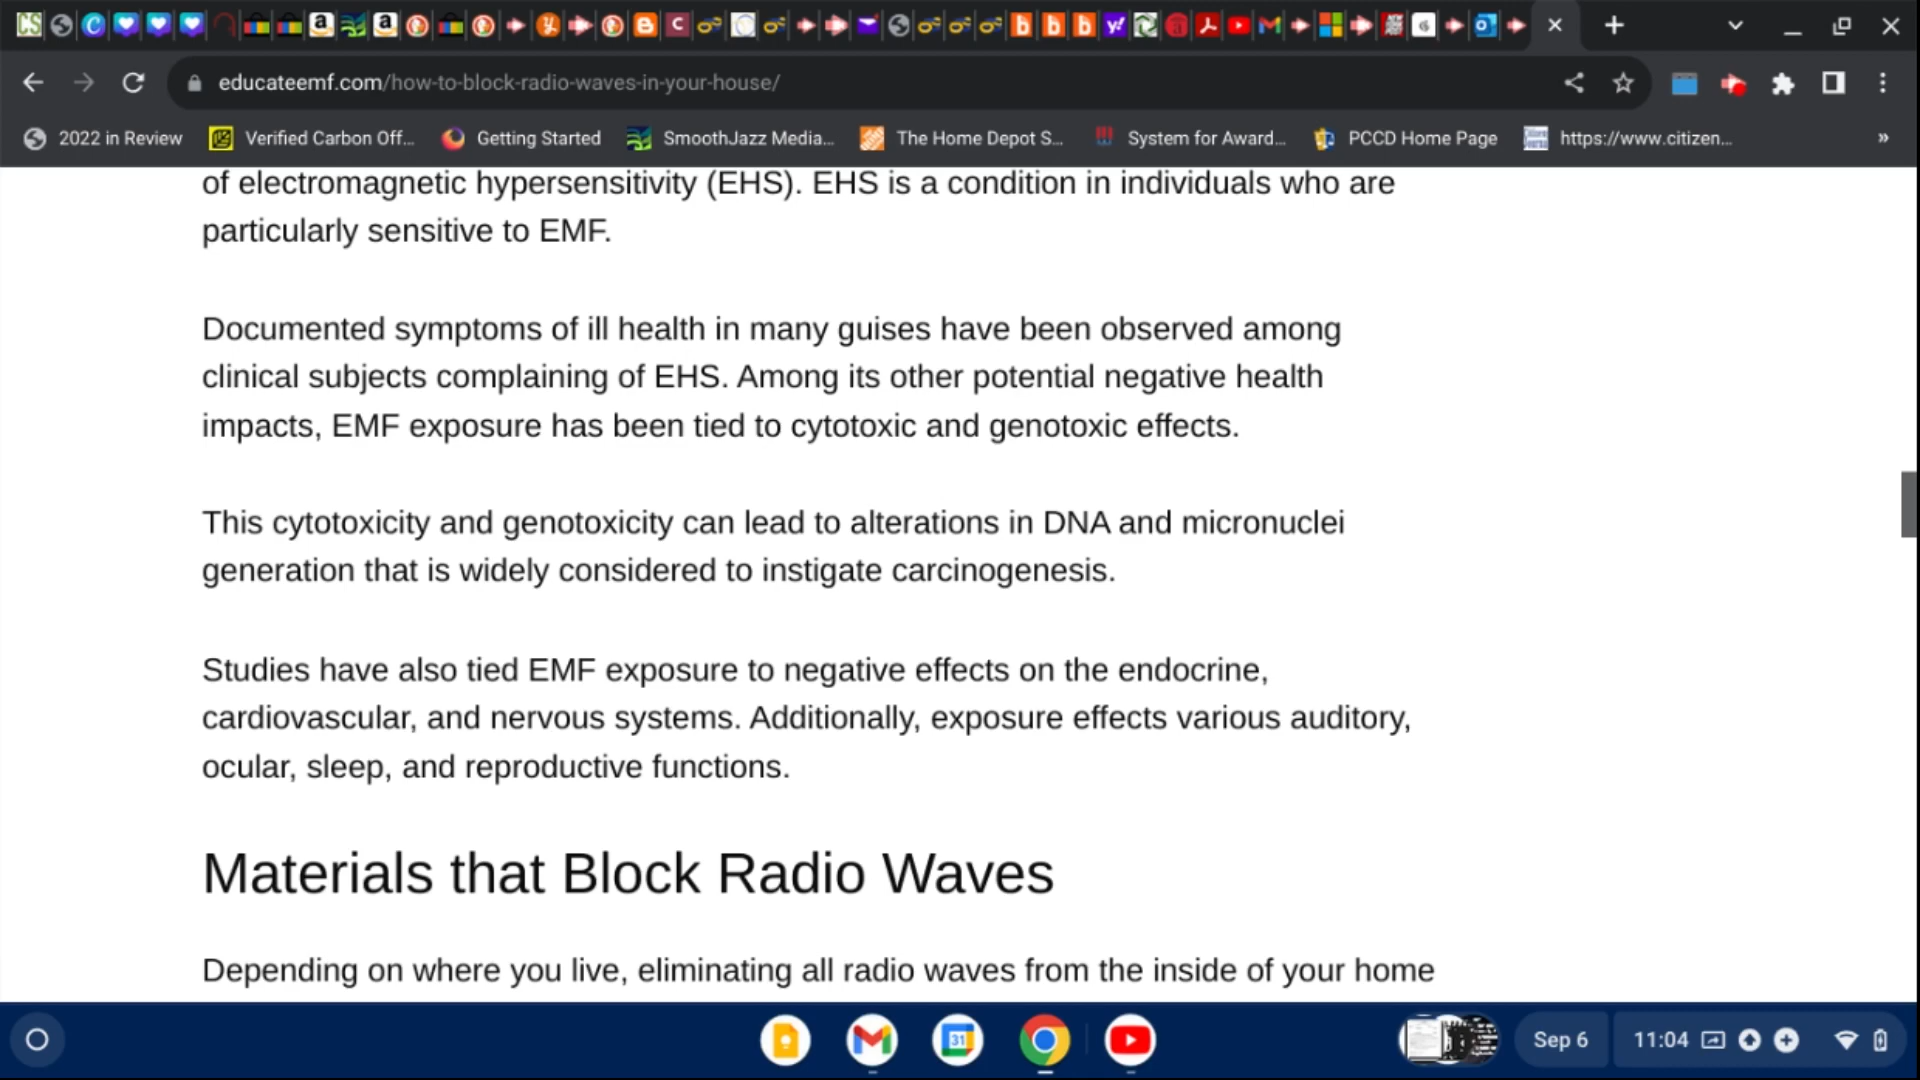 educateemf.com/how-to-block-radio-waves-in-your-house/
2022 in Review
Verified Carbon Off...
Getting Started
SmoothJazz Media...
The Home Depot S...
System for Award...
PCCD Home Page
https://www.citizen...
»
of electromagnetic hypersensitivity (EHS). EHS is a condition in individuals who are
particularly sensitive to EMF.
Documented symptoms of ill health in many guises have been observed among
clinical subjects complaining of EHS. Among its other potential negative health
impacts, EMF exposure has been tied to cytotoxic and genotoxic effects.
This cytotoxicity and genotoxicity can lead to alterations in DNA and micronuclei
generation that is widely considered to instigate carcinogenesis.
Studies have also tied EMF exposure to negative effects on the endocrine,
cardiovascular, and nervous systems. Additionally, exposure effects various auditory,
ocular, sleep, and reproductive functions.
Materials that Block Radio Waves
Depending on where you live, eliminating all radio waves from the inside of your home
31
Sep 6
11:04